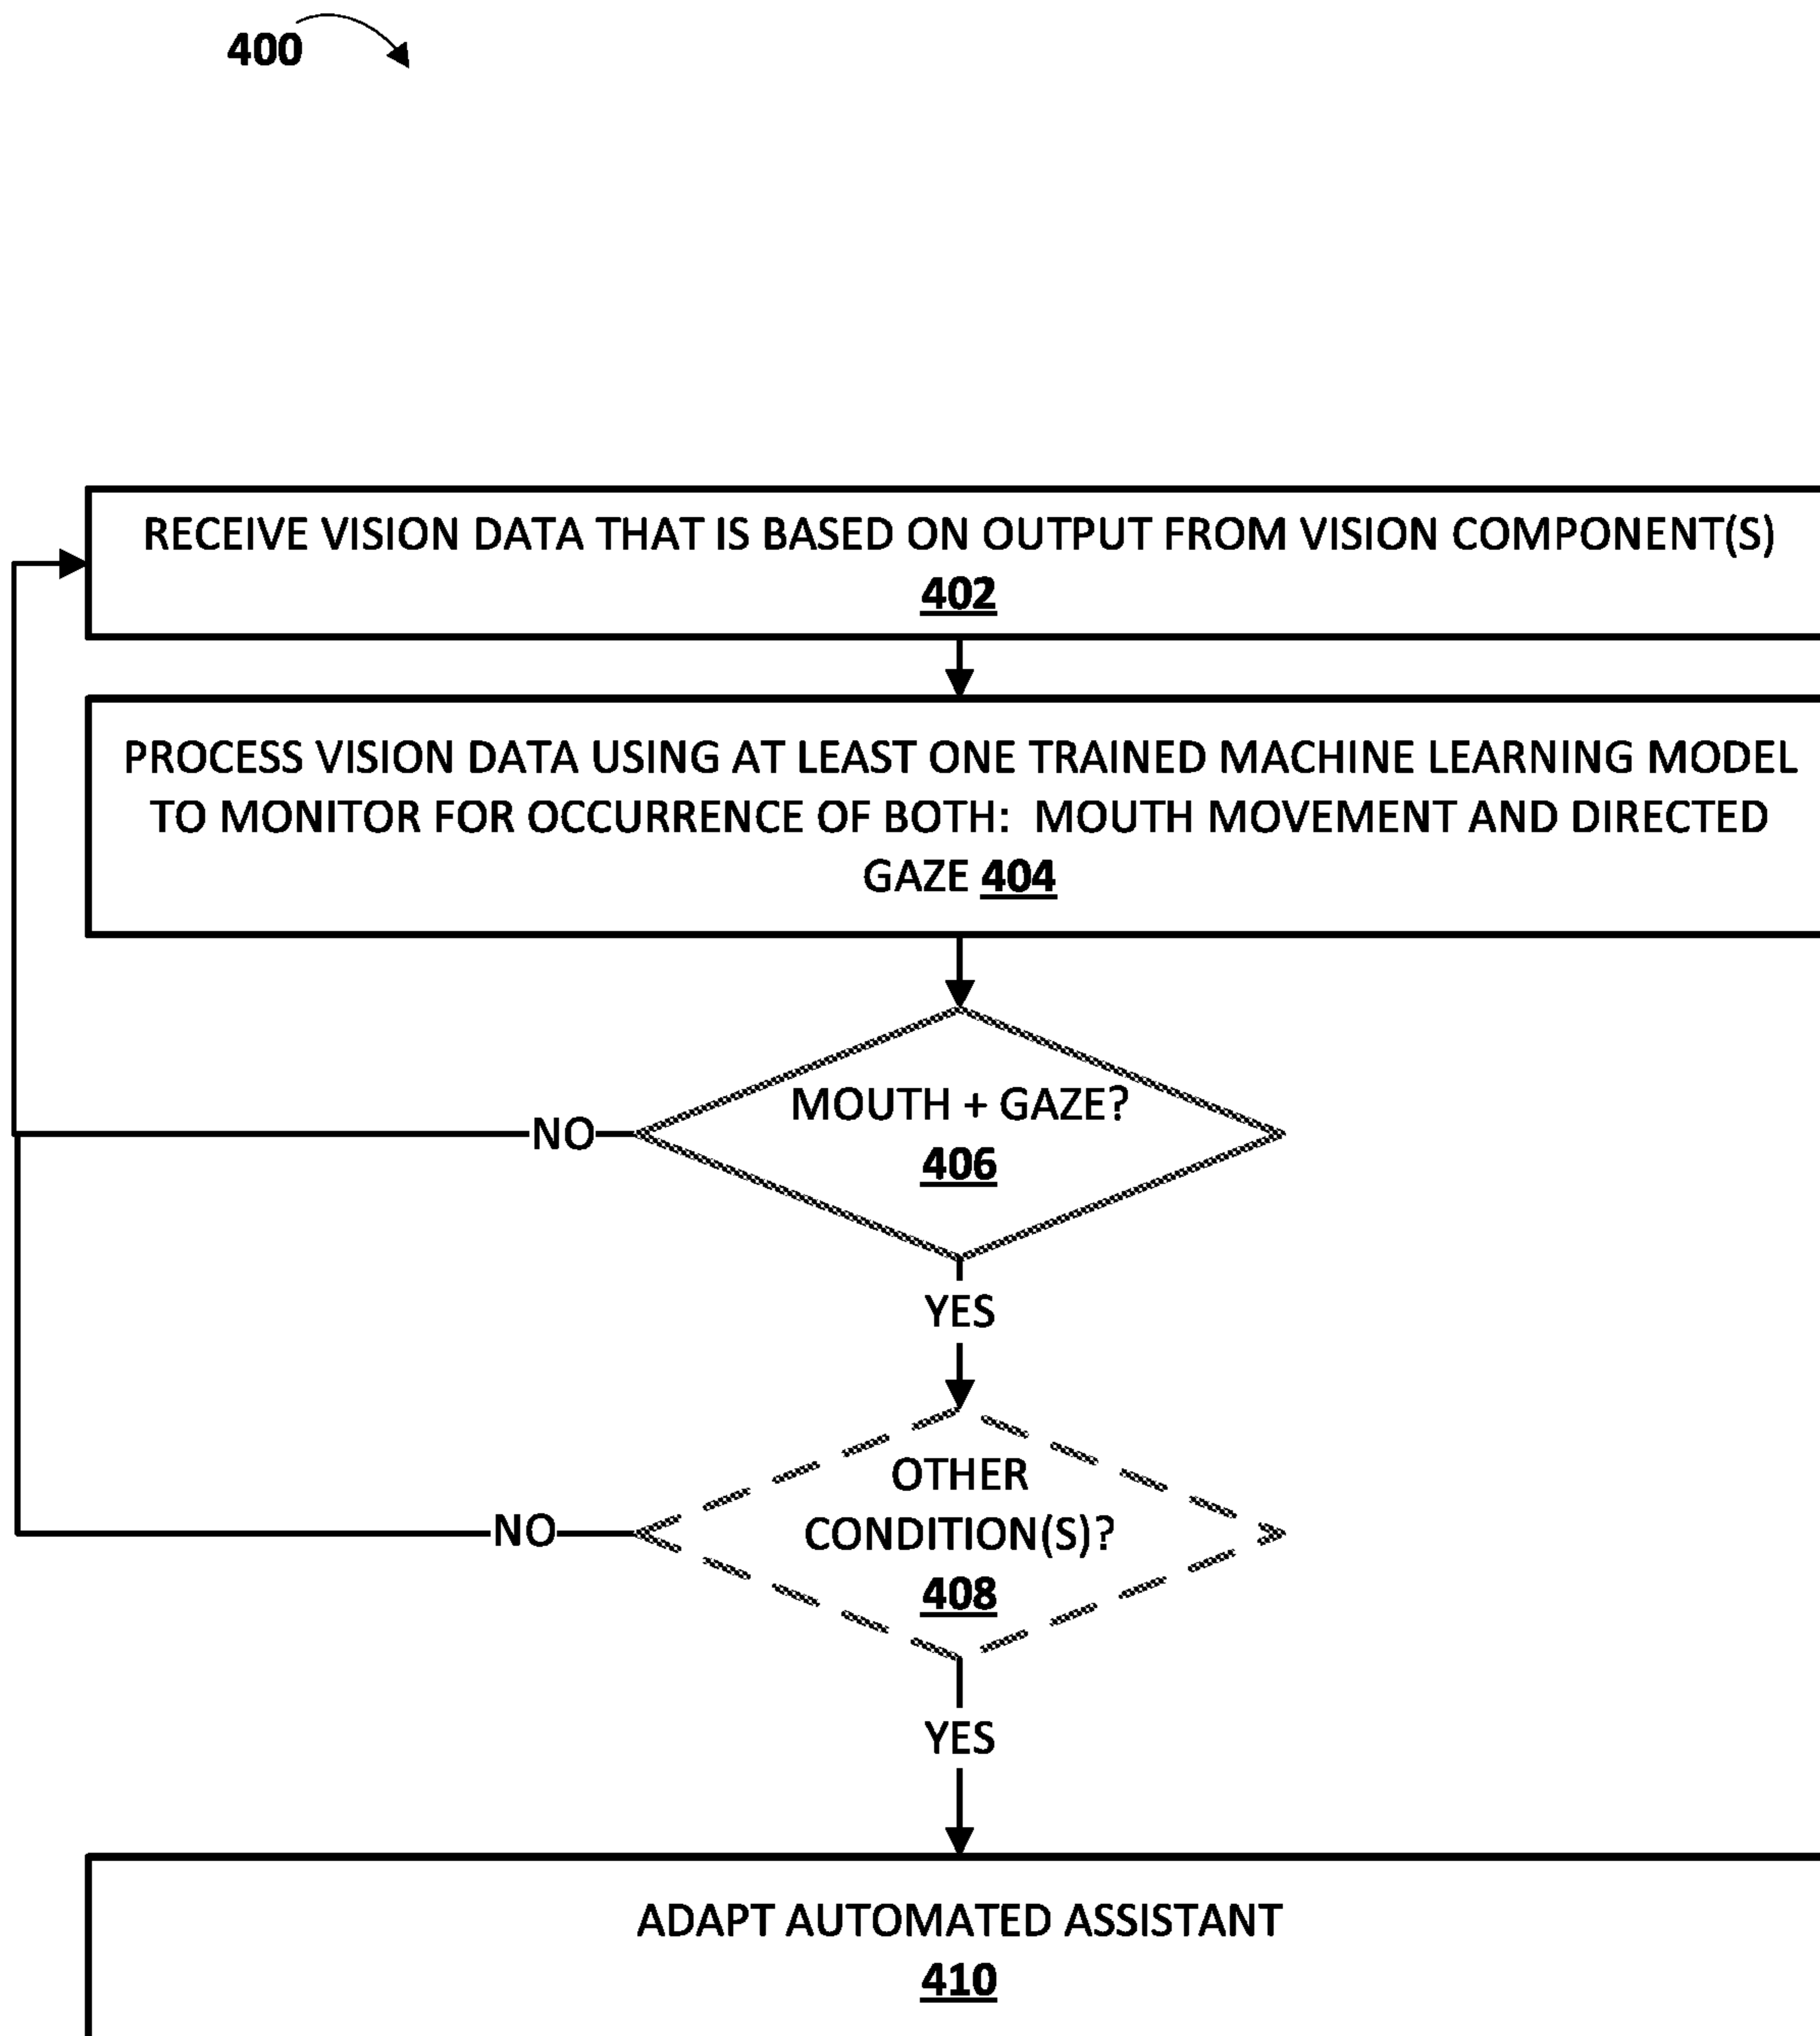 400
RECEIVE VISION DATA THAT IS BASED ON OUTPUT FROM VISION COMPONENT(S)
402
PROCESS VISION DATA USING AT LEAST ONE TRAINED MACHINE LEARNING MODEL
TO MONITOR FOR OCCURRENCE OF BOTH: MOUTH MOVEMENT AND DIRECTED
GAZE 404
MOUTH + GAZE?
406
NO
YES
OTHER
CONDITION(S)?
408
NO
YES
ADAPT AUTOMATED ASSISTANT
410